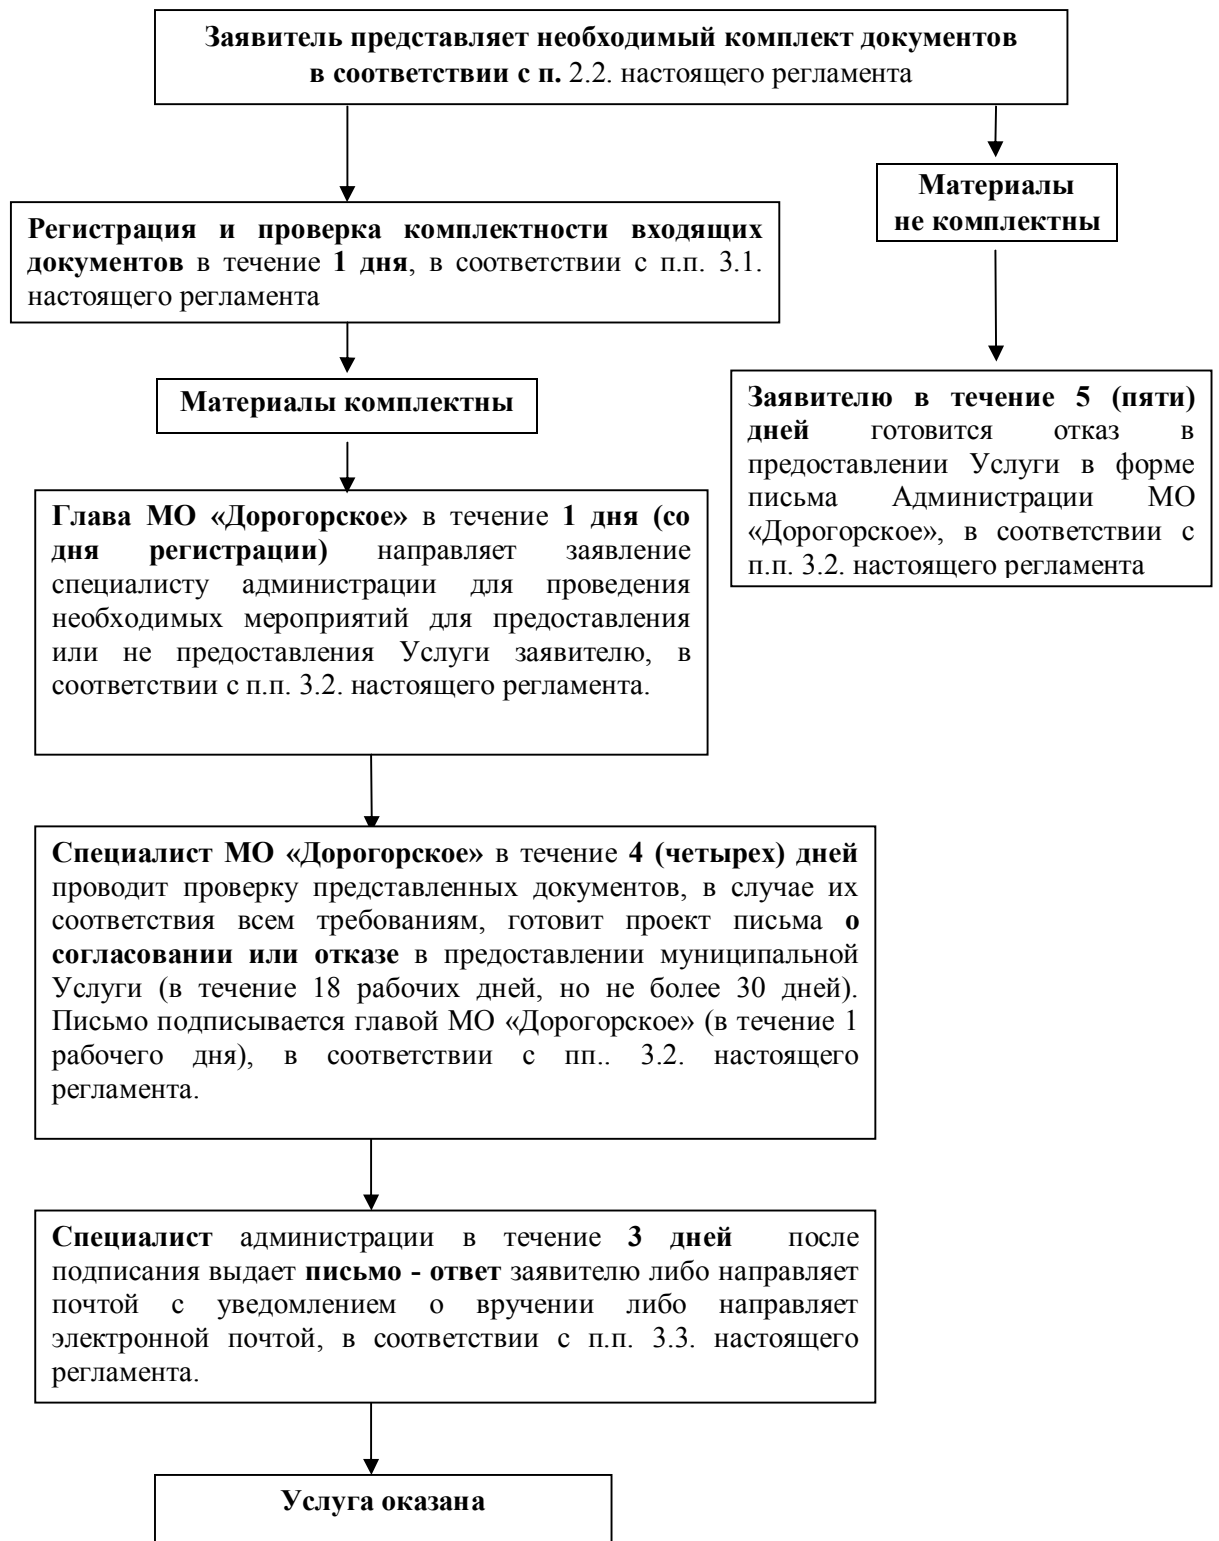 Заявитель представляет необходимый комплект документов
в соответствии с п. 2.2. настоящего регламента
Материалы
не комплектны
Регистрация и проверка комплектности входящих
документов в течение 1 дня, в соответствии с п.п. 3.1.
настоящего регламента
Материалы комплектны
Заявителю в течение 5 (пяти)
дней готовится отказ в
предоставлении Услуги в форме
письма Администрации МО
«Дорогорское», в соответствии с
п.п. 3.2. настоящего регламента
Глава МО «Дорогорское» в течение 1 дня (со
дня регистрации) направляет заявление
специалисту администрации для проведения
необходимых мероприятий для предоставления
или не предоставления Услуги заявителю, в
соответствии с п.п. 3.2. настоящего регламента.
Специалист МО «Дорогорское» в течение 4 (четырех) дней
проводит проверку представленных документов, в случае их
соответствия всем требованиям, готовит проект письма о
согласовании или отказе в предоставлении муниципальной
Услуги (в течение 18 рабочих дней, но не более 30 дней).
Письмо подписывается главой МО «Дорогорское» (в течение 1
рабочего дня), в соответствии с пп.. 3.2. настоящего
регламента.
Специалист администрации в течение 3 дней после
подписания выдает письмо - ответ заявителю либо направляет
почтой с уведомлением о вручении либо направляет
электронной почтой, в соответствии с п.п. 3.3. настоящего
регламента.
Услуга оказана